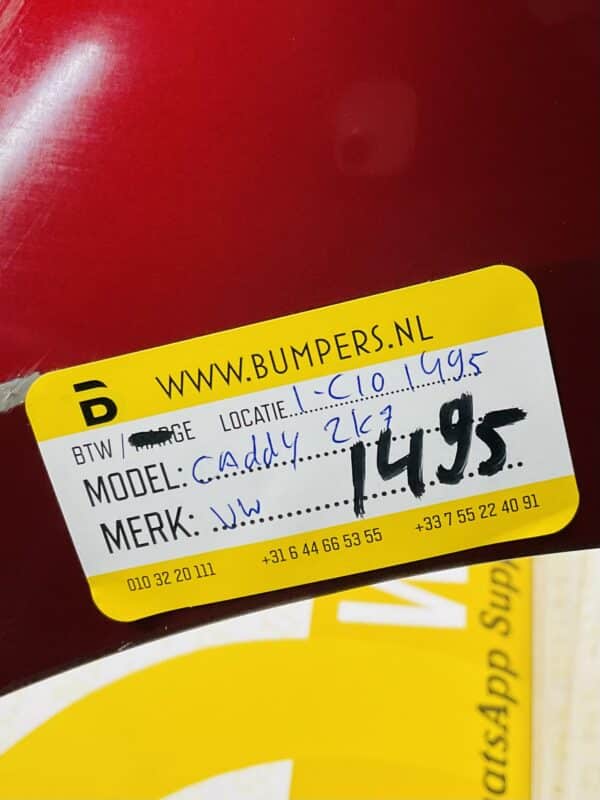 WWW.BUMPERS.NL
B
BTW / MARGE LOCATIE: 1-C10 1495
MODEL: CAddY 2K7
MERK: VW 1495
010 32 20 111 +31 6 44 66 53 55 +33 7 55 22 40 91
WhatsApp Supp